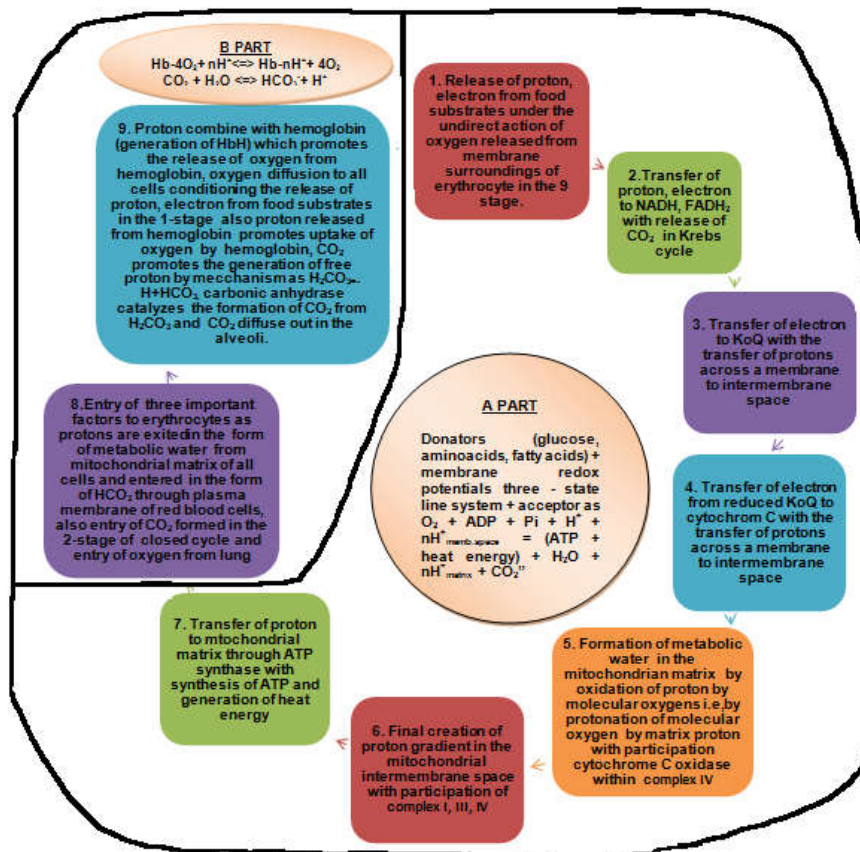 B PART
Hb-4O₂+ nH⁺<=> Hb-nH⁺+ 4O₂
CO₂ + H₂O <=> HCO₃⁻+ H⁺
9. Proton combine with hemoglobin
(generation of HbH) which promotes
the release of oxygen from
hemoglobin, oxygen diffusion to all
cells conditioning the release of
proton, electron from food substrates
in the 1-stage also proton released
from hemoglobin promotes uptake of
oxygen by hemoglobin, CO₂
promotes the generation of free
proton by mecchanism as H₂CO₃
H+HCO₃, carbonic anhydrase
catalyzes the formation of CO₂ from
H₂CO₃ and CO₂ diffuse out in the
alveoli.
8.Entry of three important
factors to erythrocytes as
protons are exitedin the form
of metabolic water from
mitochondrial matrix of all
cells and entered in the form
of HCO₃ through plasma
membrane of red blood cells,
also entry of CO₂ formed in the
2-stage of closed cycle and
entry of oxygen from lung
1. Release of proton,
electron from food
substrates under the
undirect action of
oxygen released from
membrane
surroundings of
erythrocyte in the 9
stage.
2.Transfer of
proton, electron
to NADH, FADH₂
with release of
CO₂ in Krebs
cycle
3. Transfer of electron
to KoQ with the
transfer of protons
across a membrane
to intermembrane
space
4. Transfer of electron
from reduced KoQ to
cytochrom C with the
transfer of protons
across a membrane
to intermembrane
space
5. Formation of metabolic
water in the
mitochondrian matrix by
oxidation of proton by
molecular oxygens i.e,by
protonation of molecular
oxygen by matrix proton
with participation
cytochrome C oxidase
within complex IV
6. Final creation of
proton gradient in the
mitochondrial
intermembrane space
with participation of
complex I, III, IV
7. Transfer of proton
to mtochondrial
matrix through ATP
synthase with
synthesis of ATP and
generation of heat
energy
A PART
Donators (glucose,
aminoacids, fatty acids) +
membrane redox
potentials three - state
line system + acceptor as
O₂ + ADP + Pi + H⁺ +
nH⁺memb.space = (ATP +
heat energy) + H₂O +
nH⁺matrix + CO₂”